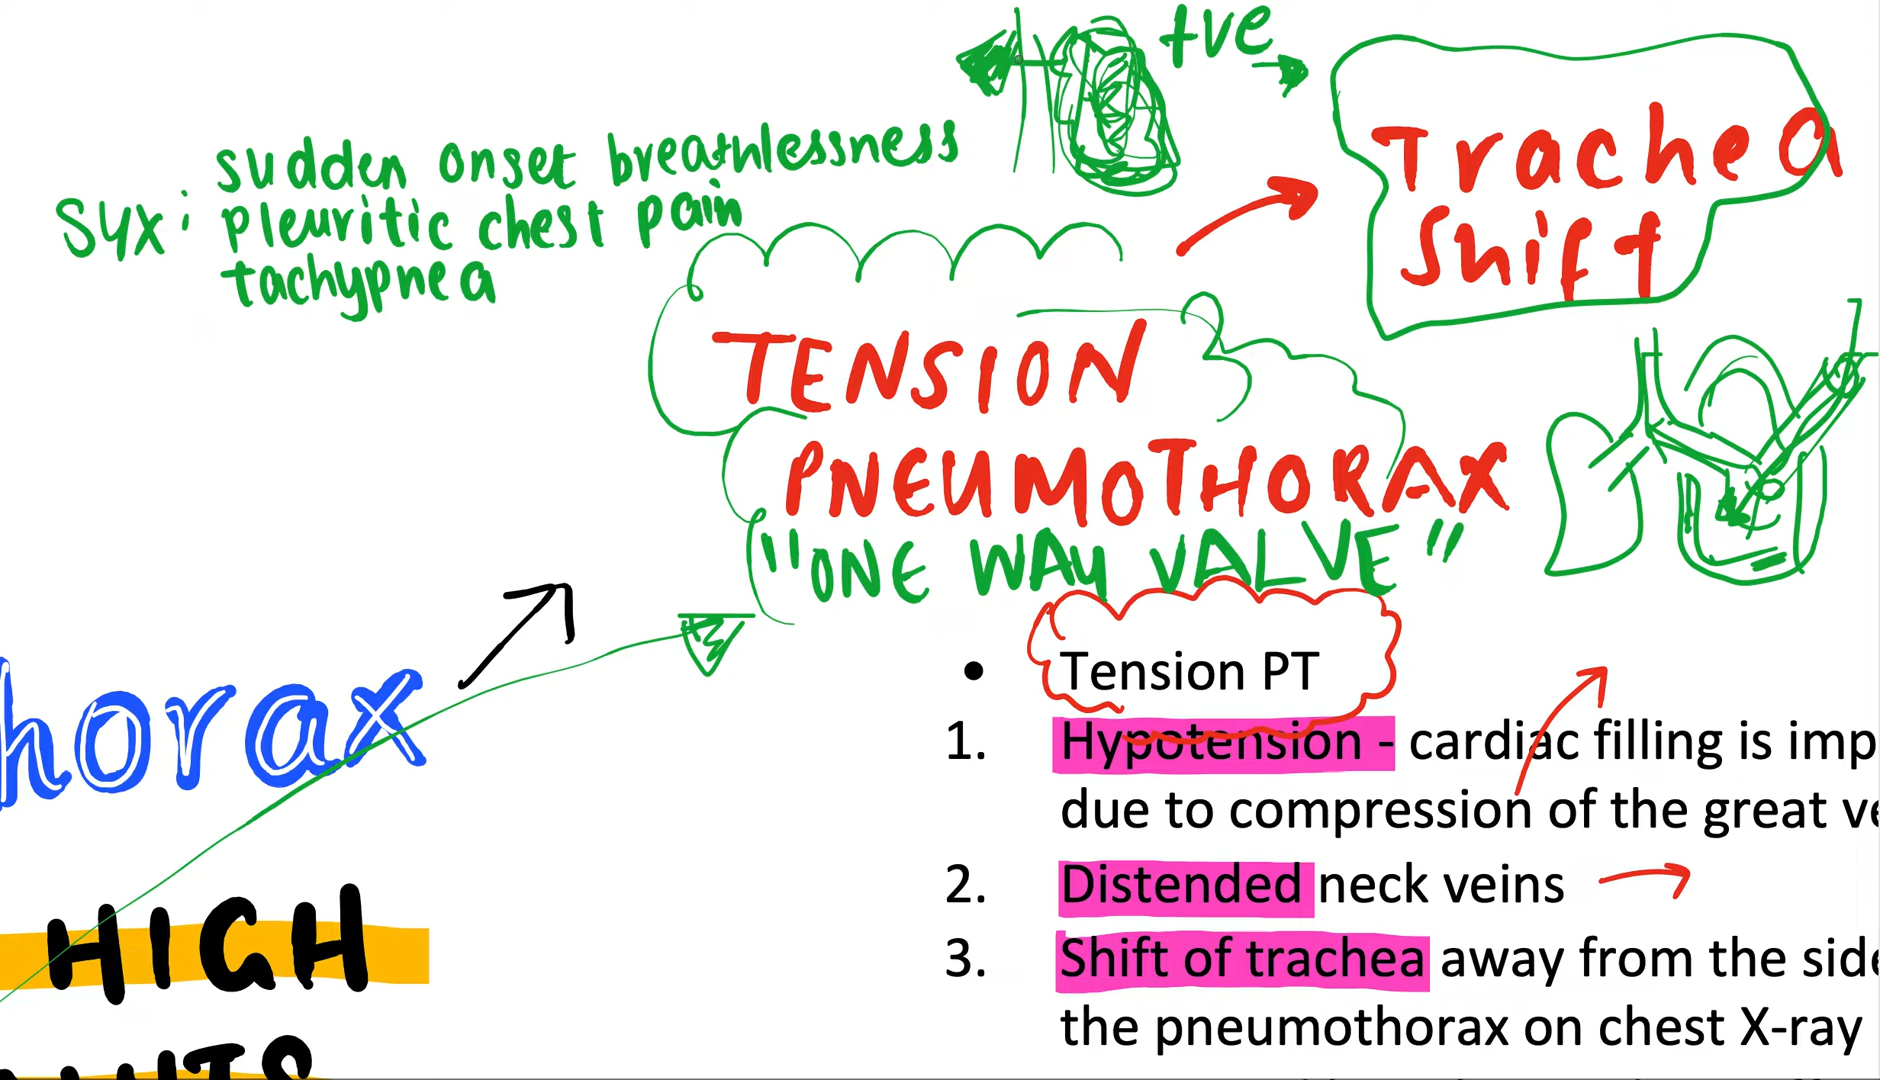 +ve
Trachea
Shift
sudden onset breathlessness
Syx: pleuritic chest pain
tachypnea
TENSION
PNEUMOTHORAX
"ONE WAY VALVE"
horax
HIGH
• Tension PT
1. Hypotension - cardiac filling is imp
due to compression of the great ve
2. Distended neck veins
3. Shift of trachea away from the side
the pneumothorax on chest X-ray